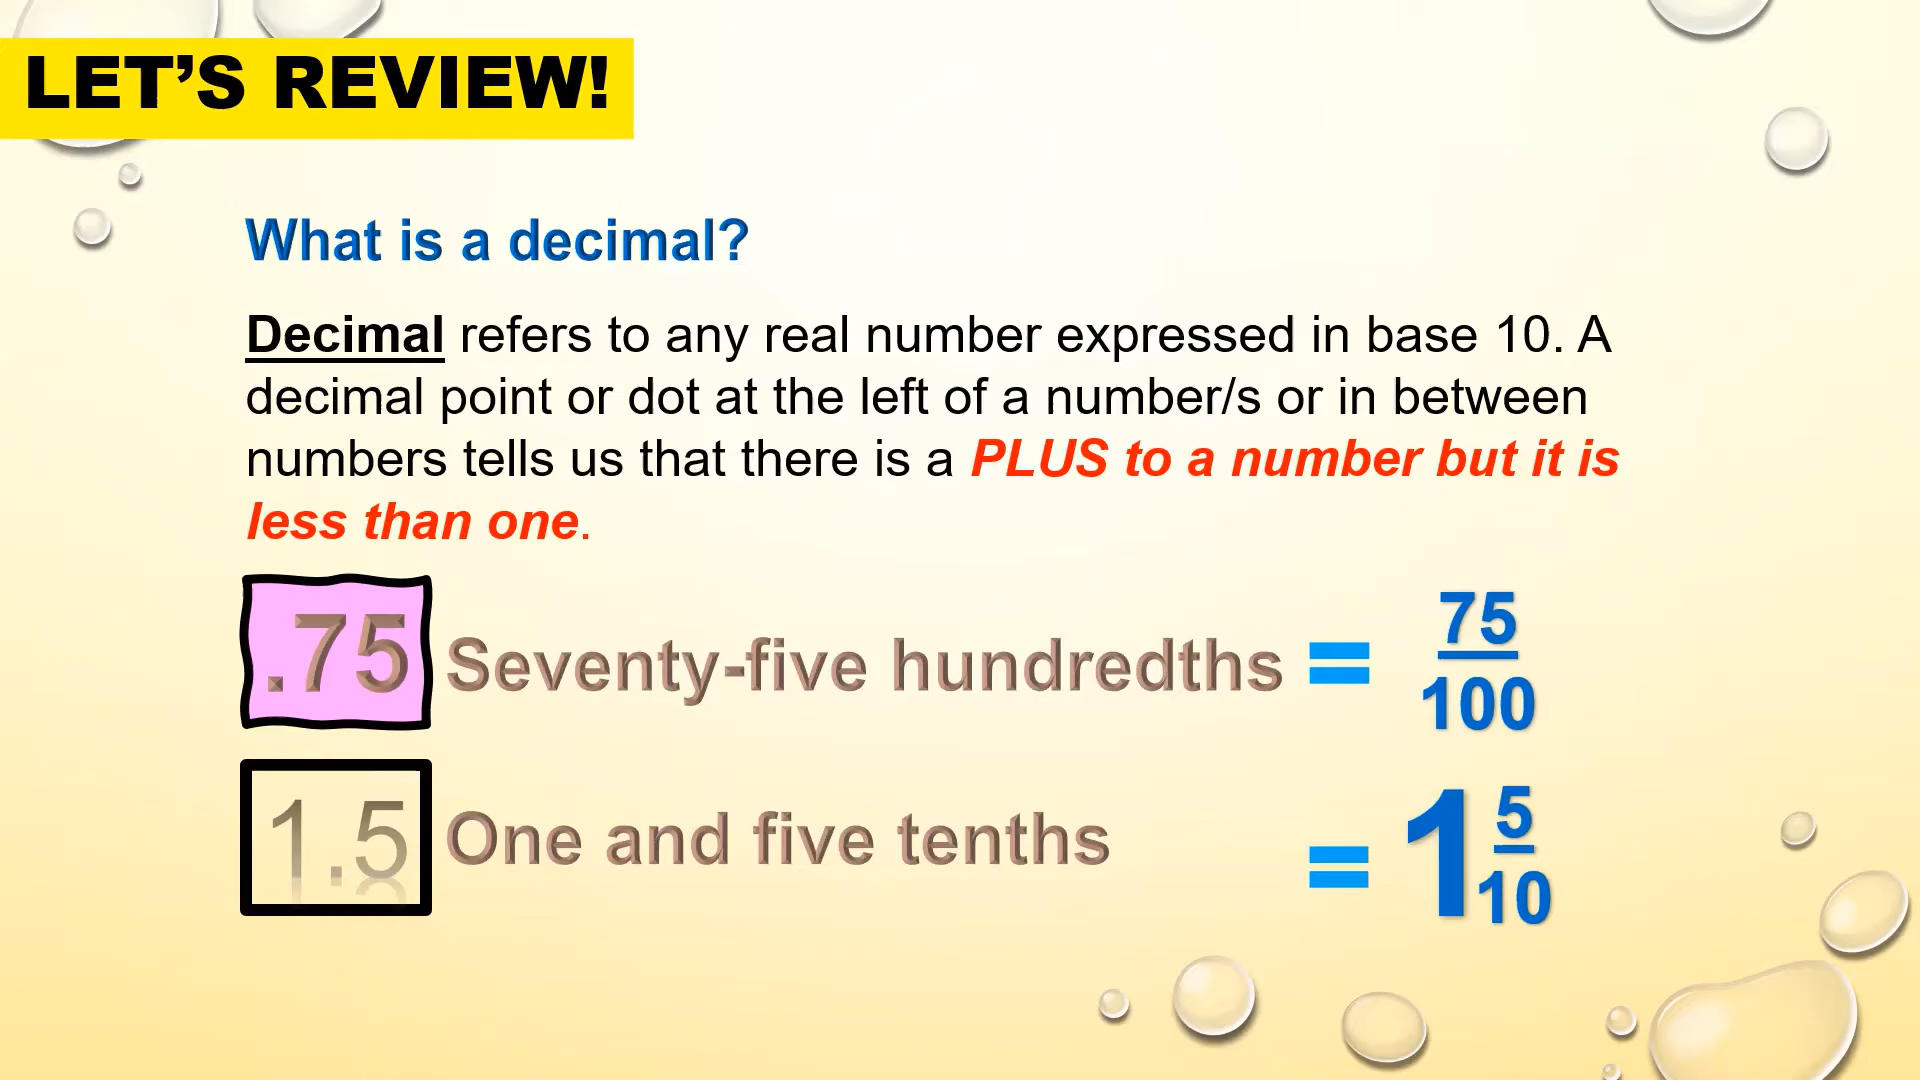 LET’S REVIEW!
What is a decimal?
Decimal refers to any real number expressed in base 10. A
decimal point or dot at the left of a number/s or in between
numbers tells us that there is a PLUS to a number but it is
less than one.
.75 Seventy-five hundredths = 75/100
1.5 One and five tenths = 1 5/10